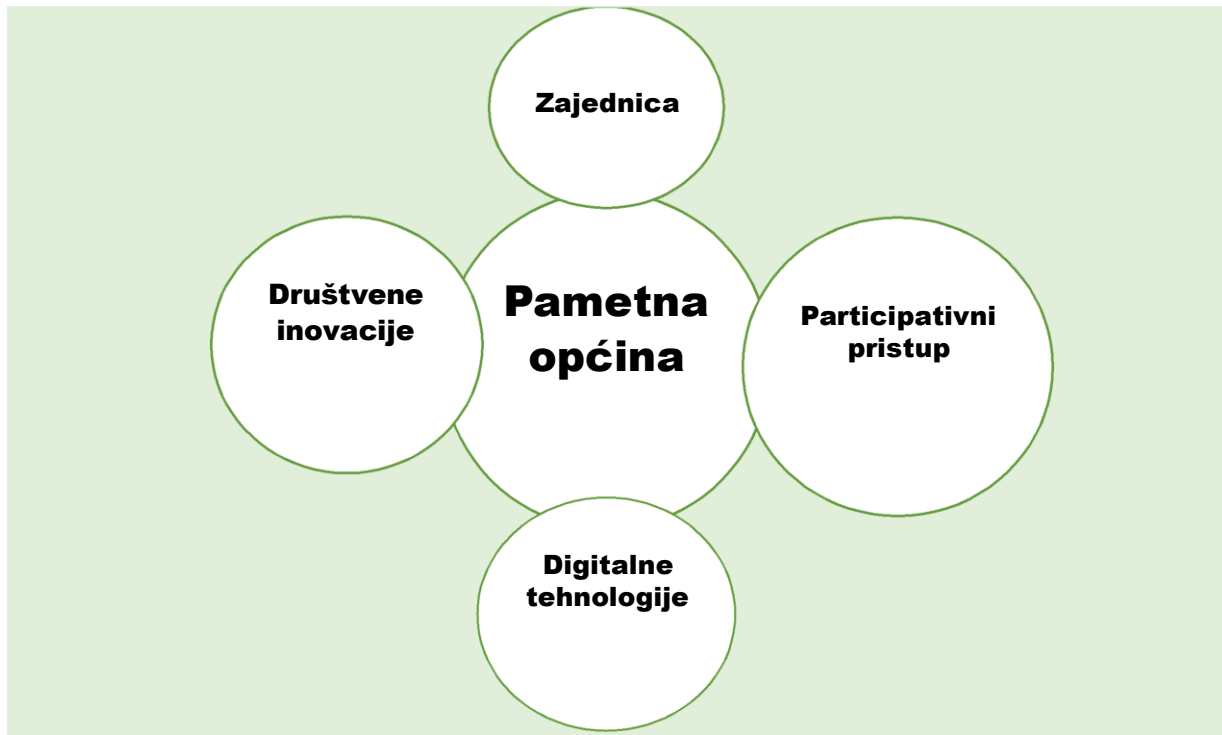 Zajednica
Društvene
inovacije
Pametna
općina
Participativni
pristup
Digitalne
tehnologije